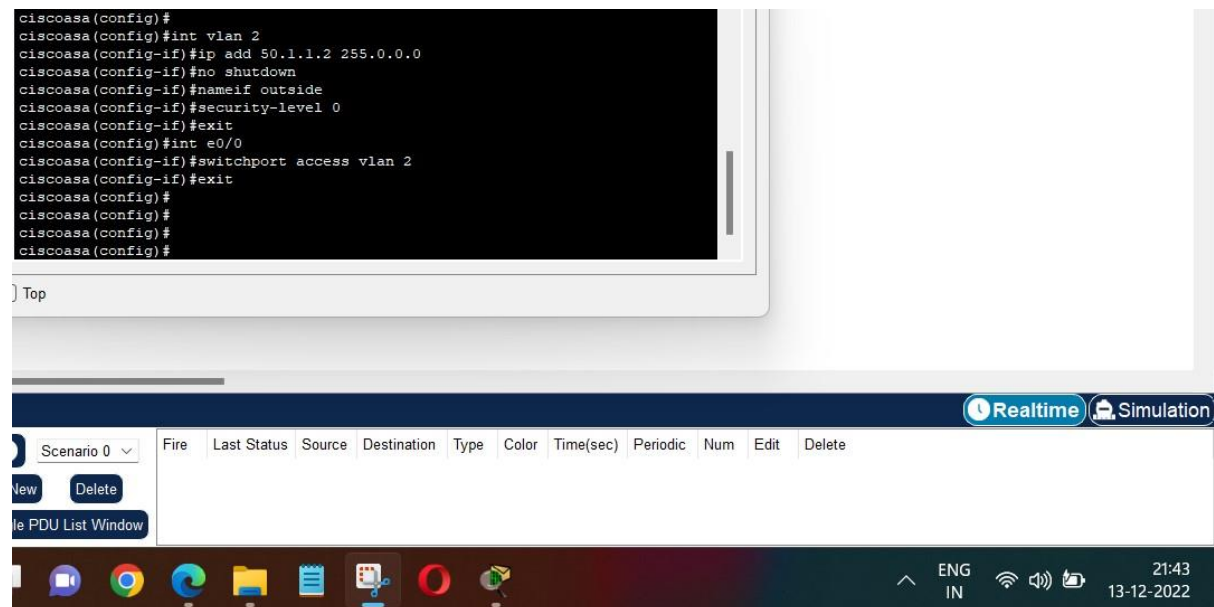 ciscoasa(config)#
ciscoasa(config)#int vlan 2
ciscoasa(config-if)#ip add 50.1.1.2 255.0.0.0
ciscoasa(config-if)#no shutdown
ciscoasa(config-if)#nameif outside
ciscoasa(config-if)#security-level 0
ciscoasa(config-if)#exit
ciscoasa(config)#int e0/0
ciscoasa(config-if)#switchport access vlan 2
ciscoasa(config-if)#exit
ciscoasa(config)#
ciscoasa(config)#
ciscoasa(config)#
ciscoasa(config)#
Top
Realtime Simulation
Scenario 0 Fire Last Status Source Destination Type Color Time(sec) Periodic Num Edit Delete
New Delete
le PDU List Window
ENG 21:43
IN 13-12-2022